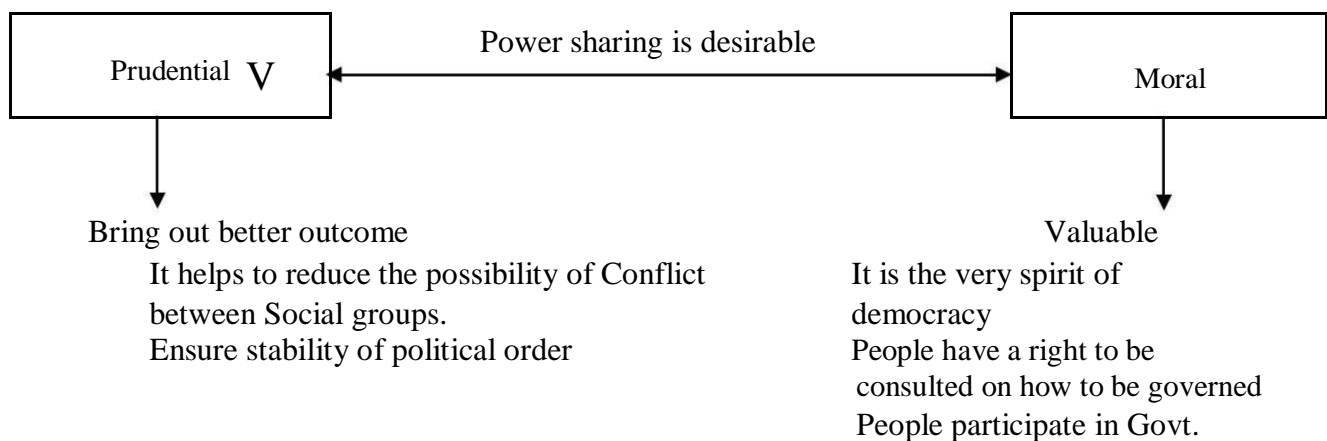 Power sharing is desirable
Prudential V
Moral
Bring out better outcome
It helps to reduce the possibility of Conflict
between Social groups.
Ensure stability of political order
Valuable
It is the very spirit of
democracy
People have a right to be
consulted on how to be governed
People participate in Govt.